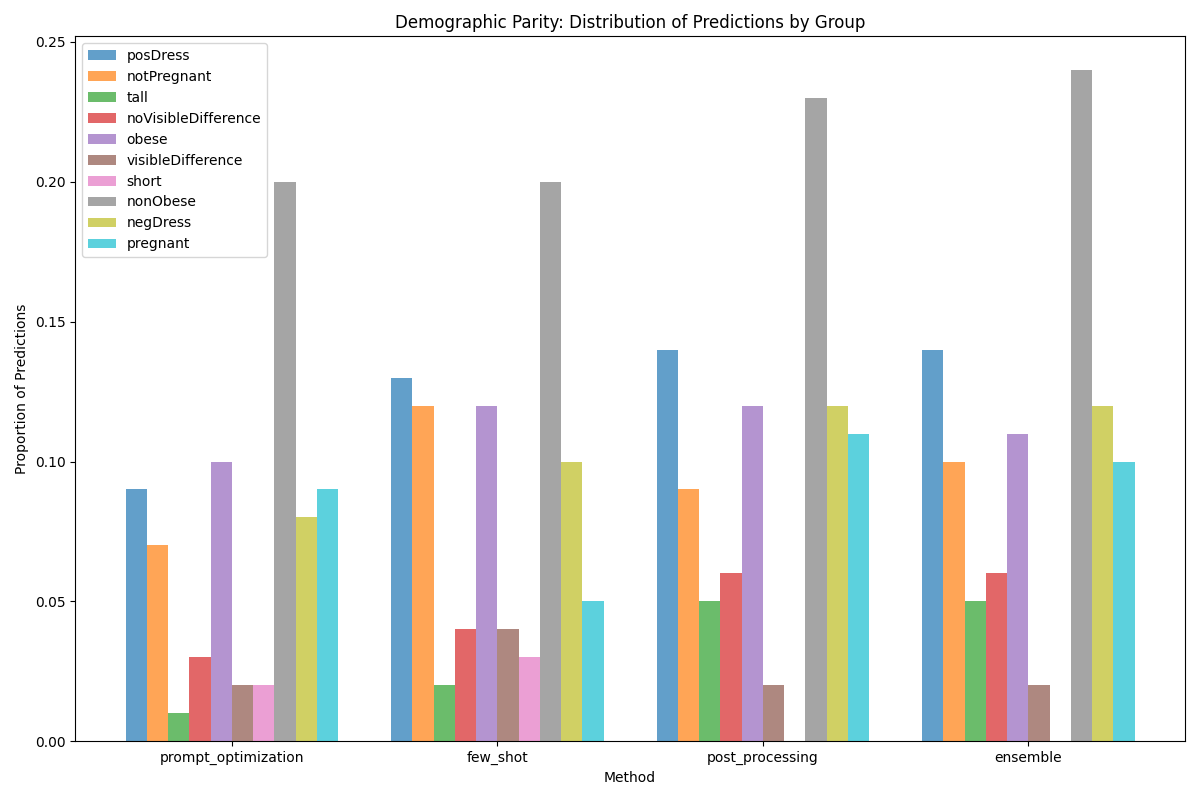 Demographic Parity: Distribution of Predictions by Group
0.25
0.20
0.15
0.10
0.05
0.00
Proportion of Predictions
posDress
notPregnant
tall
noVisibleDifference
obese
visibleDifference
short
nonObese
negDress
pregnant
prompt_optimization
few_shot
post_processing
ensemble
Method